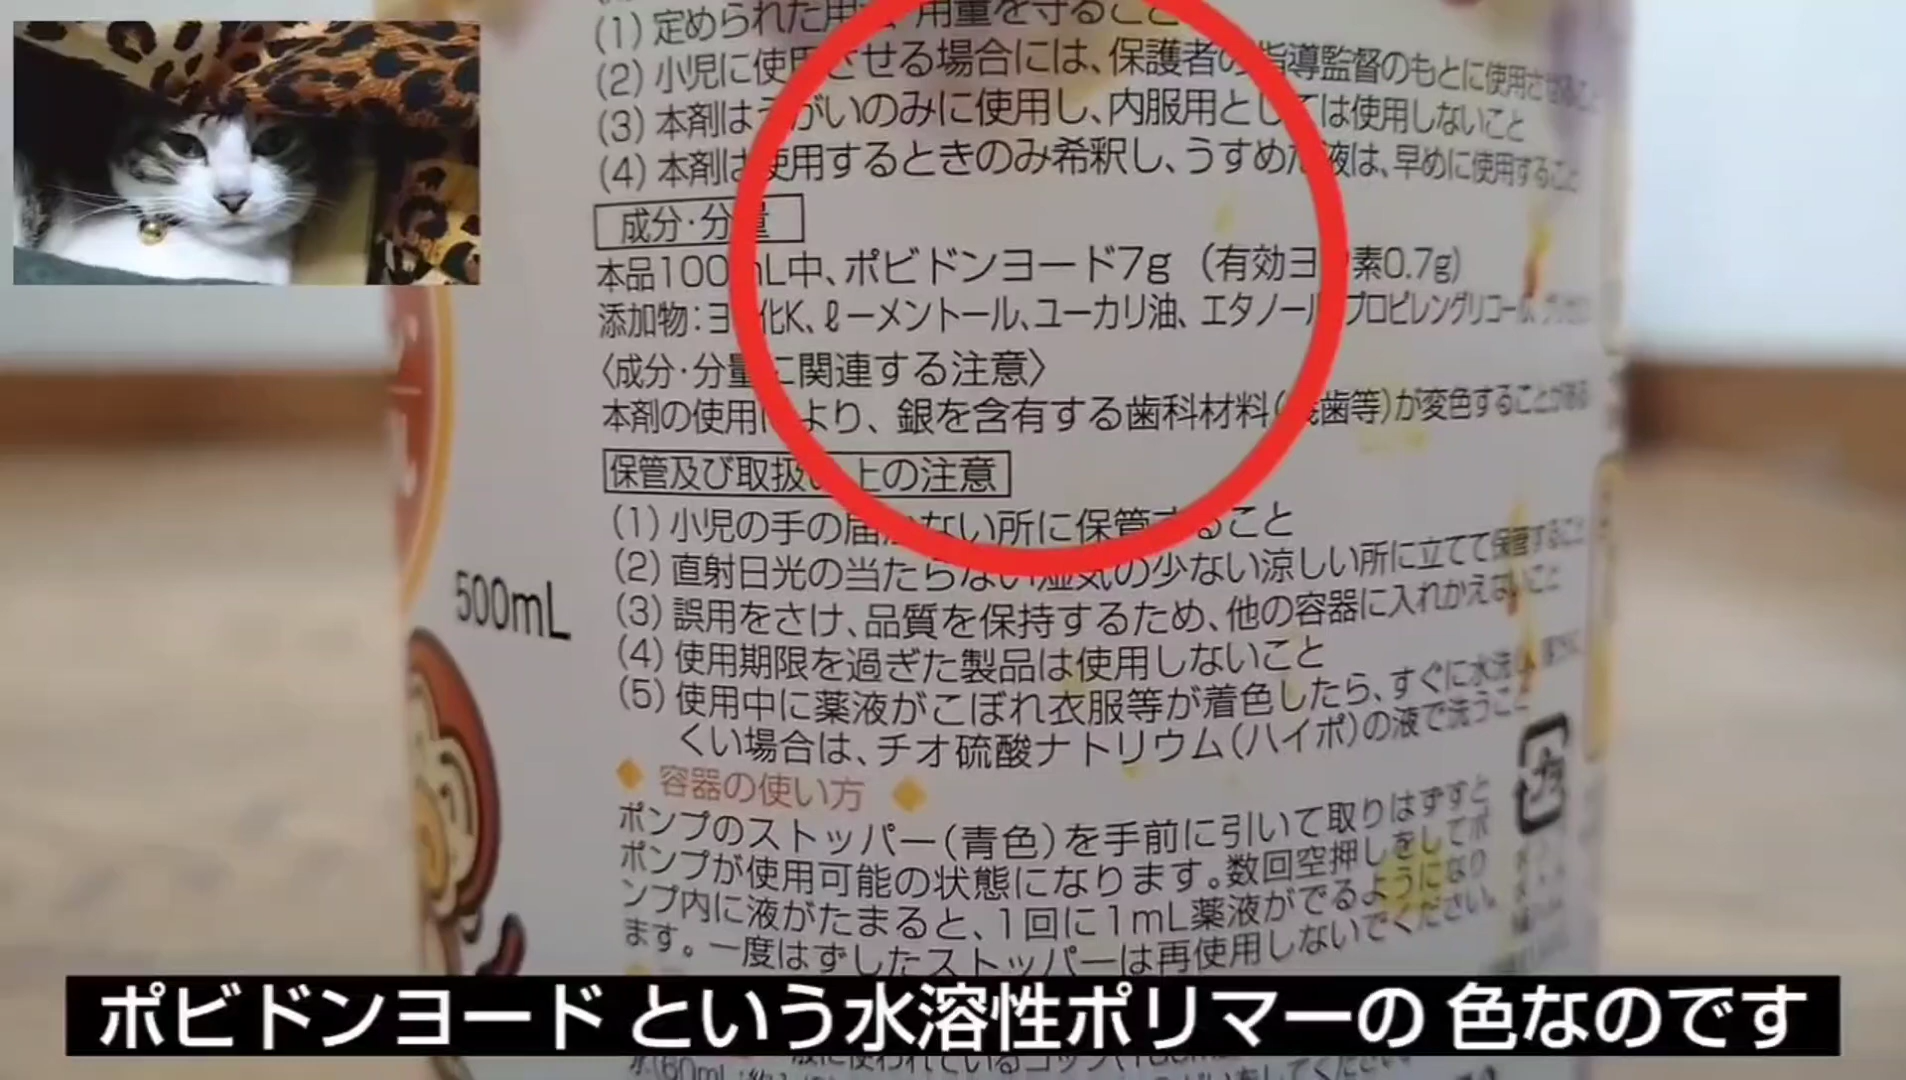 (1) 定められた用法・用量を守ること
(2) 小児に使用させる場合には、保護者の指導監督のもとに使用させること
(3) 本剤はうがいのみに使用し、内服用としては使用しないこと
(4) 本剤は使用するときのみ希釈し、うすめた液は、早めに使用すること
成分・分量
本品100mL中、ポビドンヨード7g (有効ヨウ素0.7g)
添加物:ヨウ化K、ℓーメントール、ユーカリ油、エタノール、プロピレングリコール、
〈成分・分量に関連する注意〉
本剤の使用により、銀を含有する歯科材料(義歯等)が変色することがある
保管及び取扱い上の注意
(1) 小児の手の届かない所に保管すること
(2) 直射日光の当たらない湿気の少ない涼しい所に立てて保管すること
500mL
(3) 誤用をさけ、品質を保持するため、他の容器に入れかえないこと
(4) 使用期限を過ぎた製品は使用しないこと
(5) 使用中に薬液がこぼれ衣服等が着色したら、すぐに水洗
くい場合は、チオ硫酸ナトリウム(ハイポ)の液で洗うこと
容器の使い方
ポンプのストッパー(青色)を手前に引いて取りはずすと
ポンプが使用可能の状態になります。数回空押しをしてポ
ンプ内に液がたまると、1回に1mL薬液がでるようになり
ます。一度はずしたストッパーは再使用しないでください。
ポビドンヨード という水溶性ポリマーの 色なのです